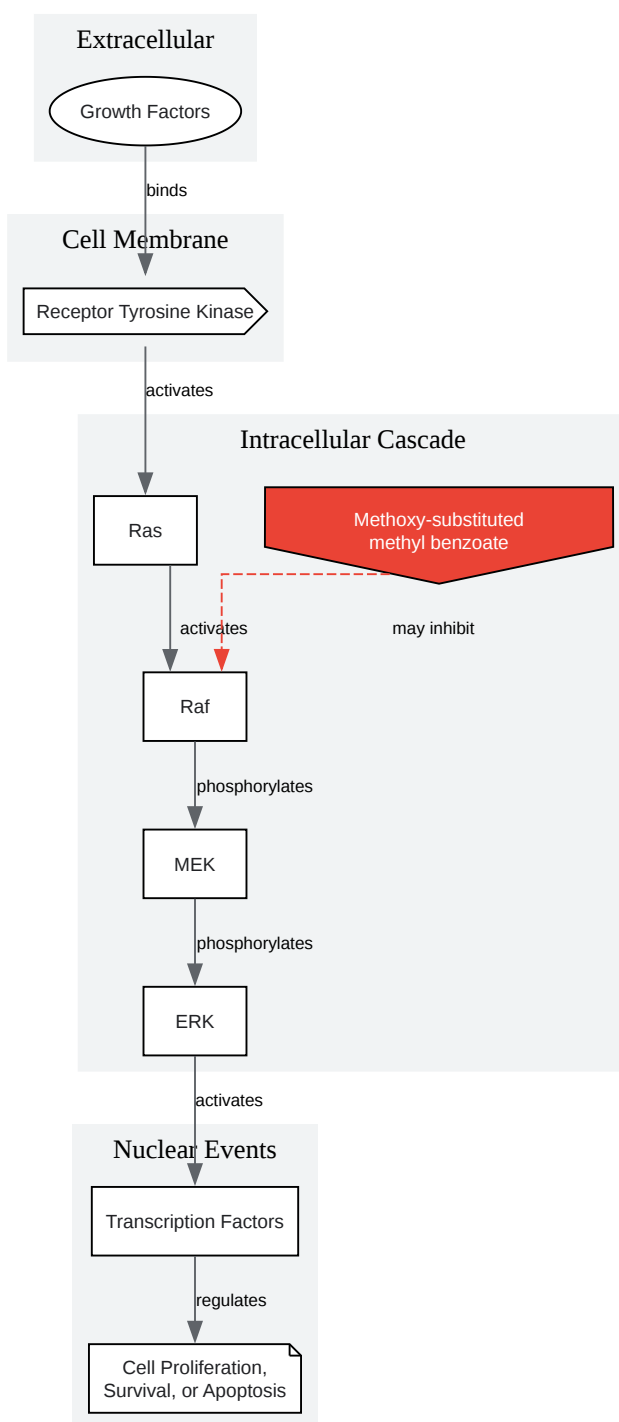 Extracellular
Growth Factors
binds
Cell Membrane
Receptor Tyrosine Kinase
activates
Intracellular Cascade
Ras
Methoxy-substituted
methyl benzoate
activates
may inhibit
Raf
phosphorylates
MEK
phosphorylates
ERK
activates
Nuclear Events
Transcription Factors
regulates
Cell Proliferation,
Survival, or Apoptosis